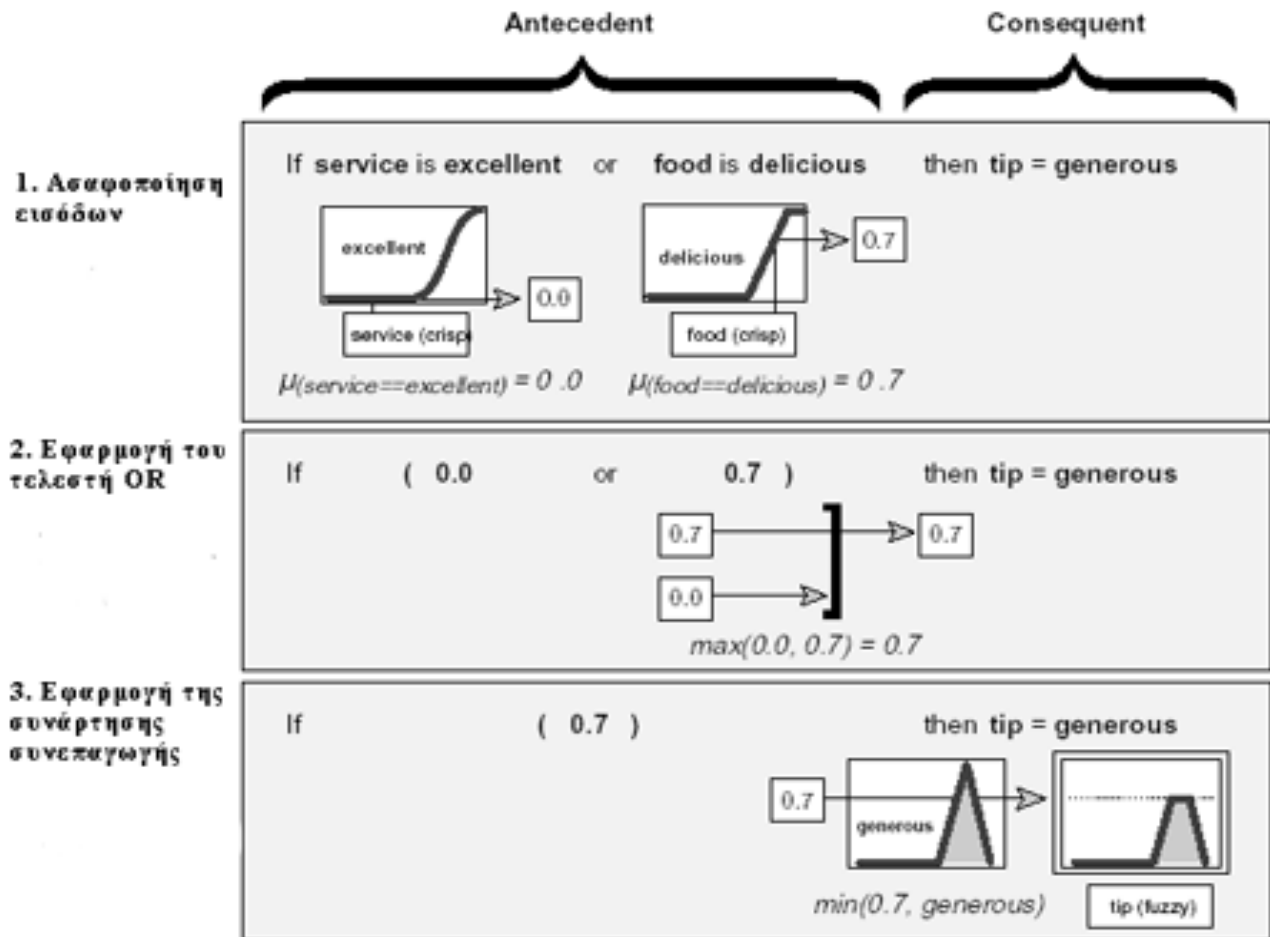 Antecedent Consequent
1. Ασαφοποίηση
εισόδων
If service is excellent or food is delicious then tip = generous
excellent
delicious
0.7
0.0
service (crisp)
food (crisp)
μ(service==excellent) = 0 .0 μ(food==delicious) = 0 .7
2. Εφαρμογή του
τελεστή OR
If ( 0.0 or 0.7 ) then tip = generous
0.7 0.7
0.0
max(0.0, 0.7) = 0.7
3. Εφαρμογή της
συνάρτησης
συνεπαγωγής
If ( 0.7 ) then tip = generous
0.7
generous
min(0.7, generous)
tip (fuzzy)